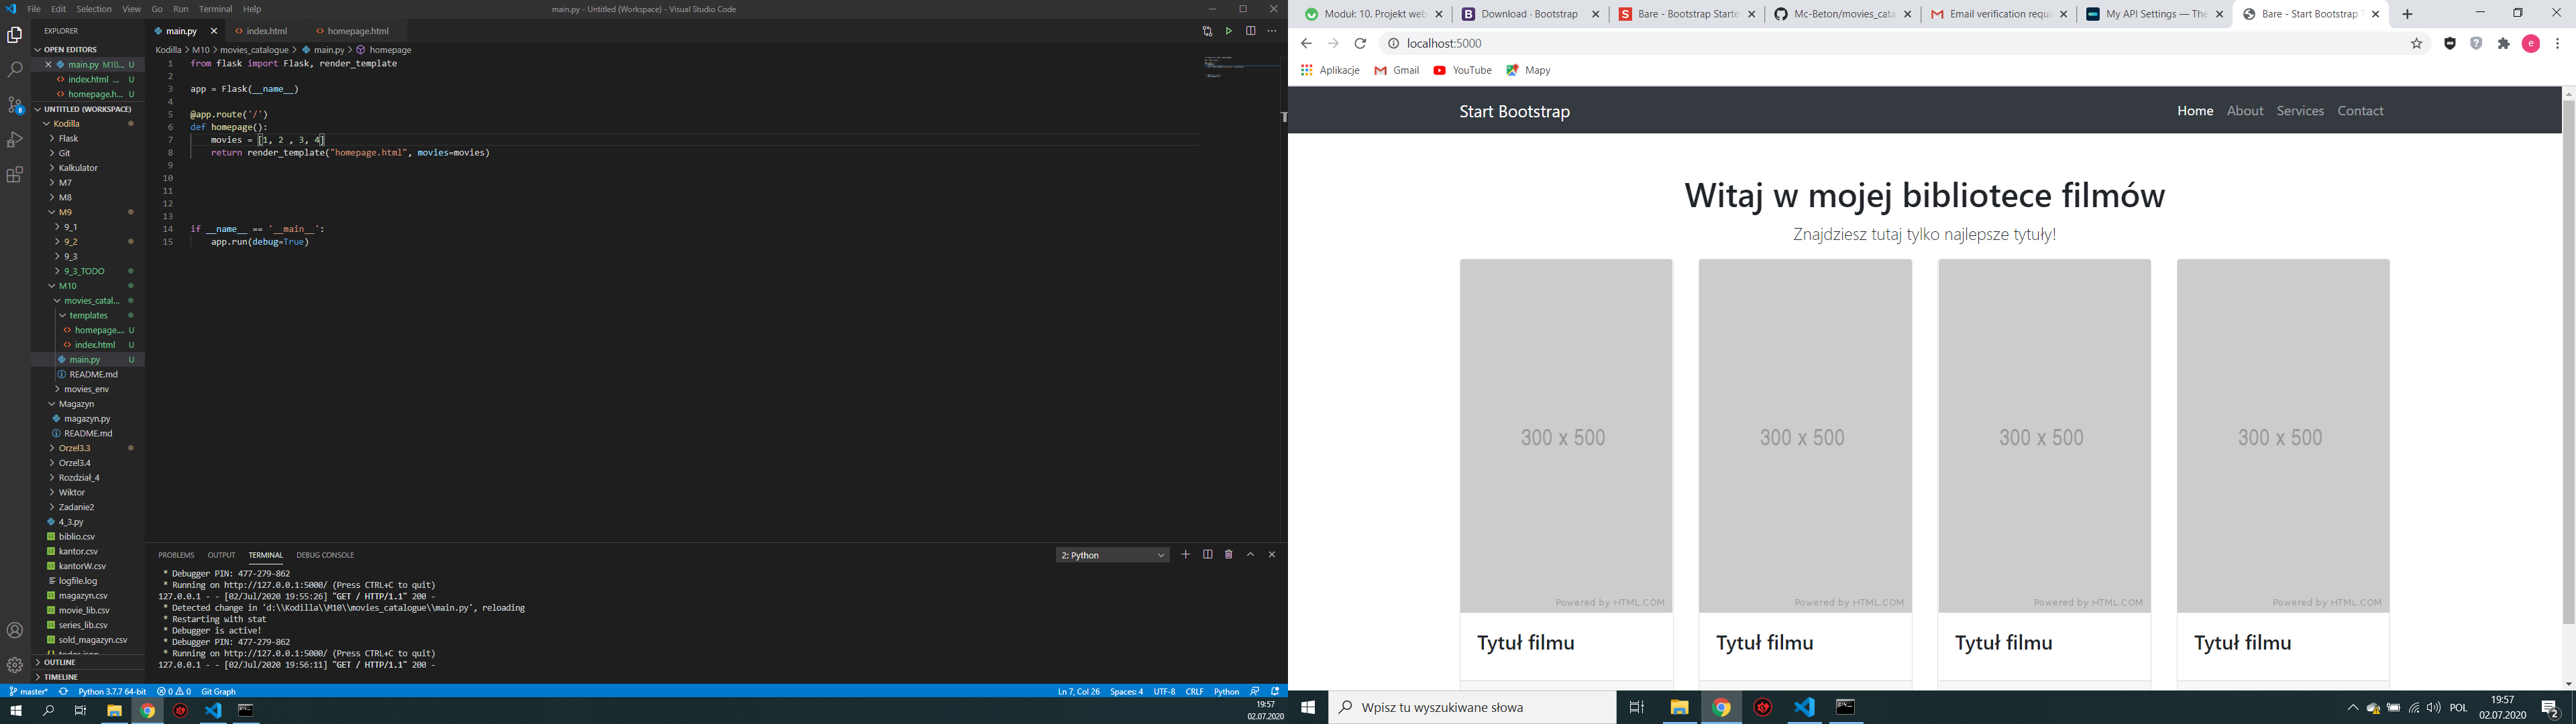 File Edit Selection View Go Run Terminal Help
main.py - Untitled (Workspace) - Visual Studio Code
EXPLORER
OPEN EDITORS
main.py M10... U
index.html ... U
homepage.h... U
UNTITLED (WORKSPACE)
Kodilla
Flask
Git
Kalkulator
M7
M8
M9
9_1
9_2
9_3
9_3_TODO
M10
movies_catal...
templates
homepage.... U
index.html U
main.py U
README.md
movies_env
Magazyn
magazyn.py
README.md
Orzel3.3
Orzel3.4
Rozdział_4
Wiktor
Zadanie2
4_3.py
biblio.csv
kantor.csv
kantorW.csv
logfile.log
magazyn.csv
movie_lib.csv
series_lib.csv
sold_magazyn.csv
todos.json
OUTLINE
TIMELINE
main.py
index.html
homepage.html
Kodilla > M10 > movies_catalogue > main.py > homepage
1 from flask import Flask, render_template
2
3 app = Flask(__name__)
4
5 @app.route('/')
6 def homepage():
7 movies = [1, 2 , 3, 4]
8 return render_template("homepage.html", movies=movies)
9
10
11
12
13
14 if __name__ == '__main__':
15 app.run(debug=True)
PROBLEMS OUTPUT TERMINAL DEBUG CONSOLE
2: Python
* Debugger PIN: 477-279-862
* Running on http://127.0.0.1:5000/ (Press CTRL+C to quit)
127.0.0.1 - - [02/Jul/2020 19:55:26] "GET / HTTP/1.1" 200 -
* Detected change in 'd:\\Kodilla\\M10\\movies_catalogue\\main.py', reloading
* Restarting with stat
* Debugger is active!
* Debugger PIN: 477-279-862
* Running on http://127.0.0.1:5000/ (Press CTRL+C to quit)
127.0.0.1 - - [02/Jul/2020 19:56:11] "GET / HTTP/1.1" 200 -
master* Python 3.7.7 64-bit 0 0 Git Graph
Ln 7, Col 26 Spaces: 4 UTF-8 CRLF Python
19:57
02.07.2020
Moduł: 10. Projekt web
Download · Bootstrap
Bare - Bootstrap Starte
Mc-Beton/movies_cata
Email verification requi
My API Settings — The
Bare - Start Bootstrap T
localhost:5000
Aplikacje Gmail YouTube Mapy
Start Bootstrap
Home About Services Contact
Witaj w mojej bibliotece filmów
Znajdziesz tutaj tylko najlepsze tytuły!
300 x 500
Powered by HTML.COM
Tytuł filmu
300 x 500
Powered by HTML.COM
Tytuł filmu
300 x 500
Powered by HTML.COM
Tytuł filmu
300 x 500
Powered by HTML.COM
Tytuł filmu
Wpisz tu wyszukiwane słowa
POL
19:57
02.07.2020
2